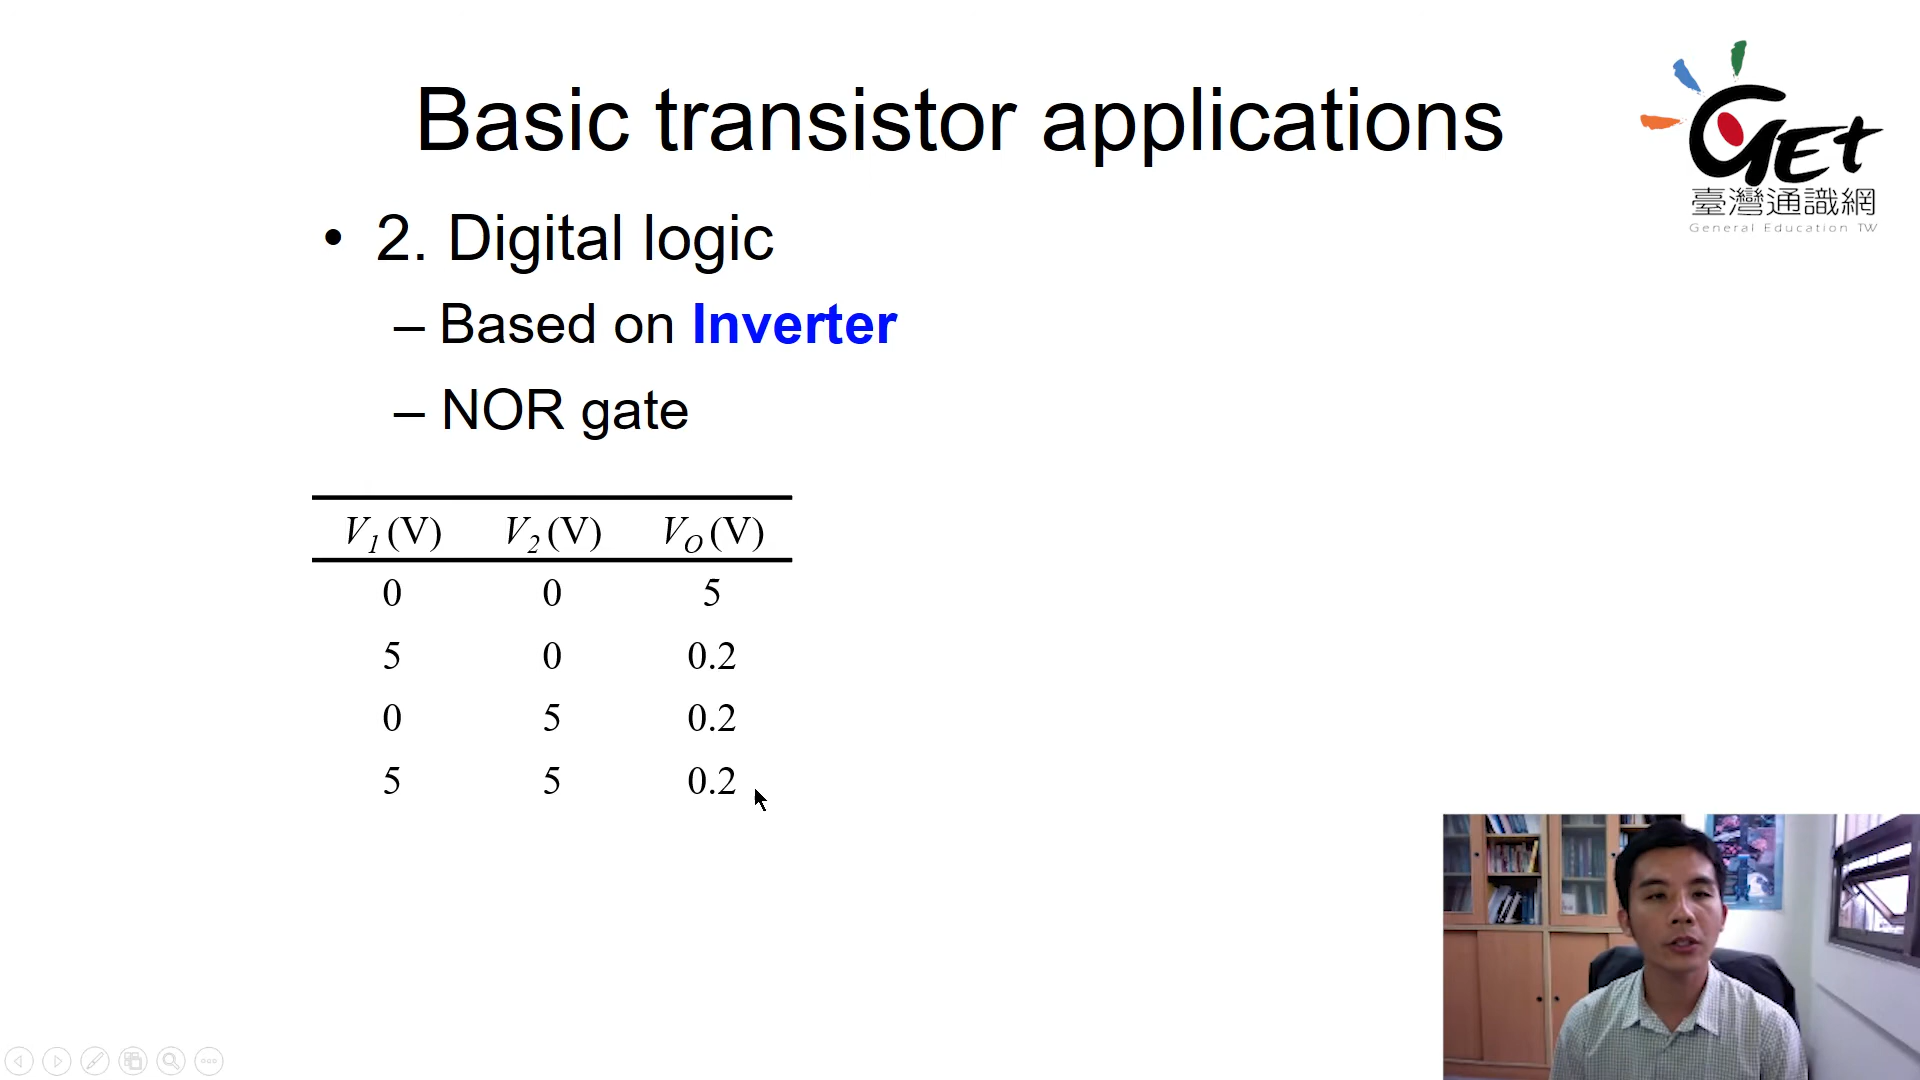 Basic transistor applications
GEt
臺灣通識網
General Education TW
• 2. Digital logic
– Based on Inverter
– NOR gate
V1 (V) V2 (V) VO (V)
0 0 5
5 0 0.2
0 5 0.2
5 5 0.2